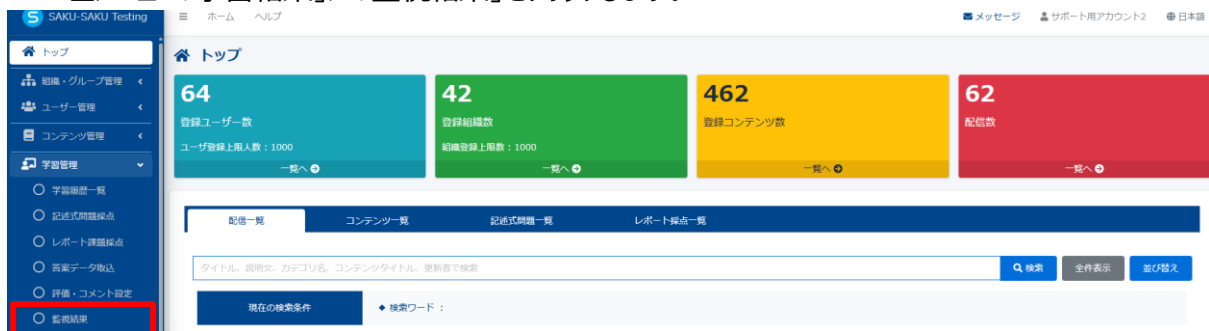 SAKU-SAKU Testing
ホーム ヘルプ
メッセージ サポート用アカウント2 日本語
トップ
組織・グループ管理
ユーザー管理
コンテンツ管理
学習管理
学習履歴一覧
記述式問題採点
レポート課題採点
答案データ取込
評価・コメント設定
監視結果
トップ
64
登録ユーザー数
ユーザ登録上限人数：1000
一覧へ
42
登録組織数
組織登録上限数：1000
一覧へ
462
登録コンテンツ数
一覧へ
62
配信数
一覧へ
配信一覧 コンテンツ一覧 記述式問題一覧 レポート採点一覧
タイトル、説明文、カテゴリ名、コンテンツタイトル、更新者で検索
検索 全件表示 並び替え
現在の検索条件 ◆ 検索ワード：